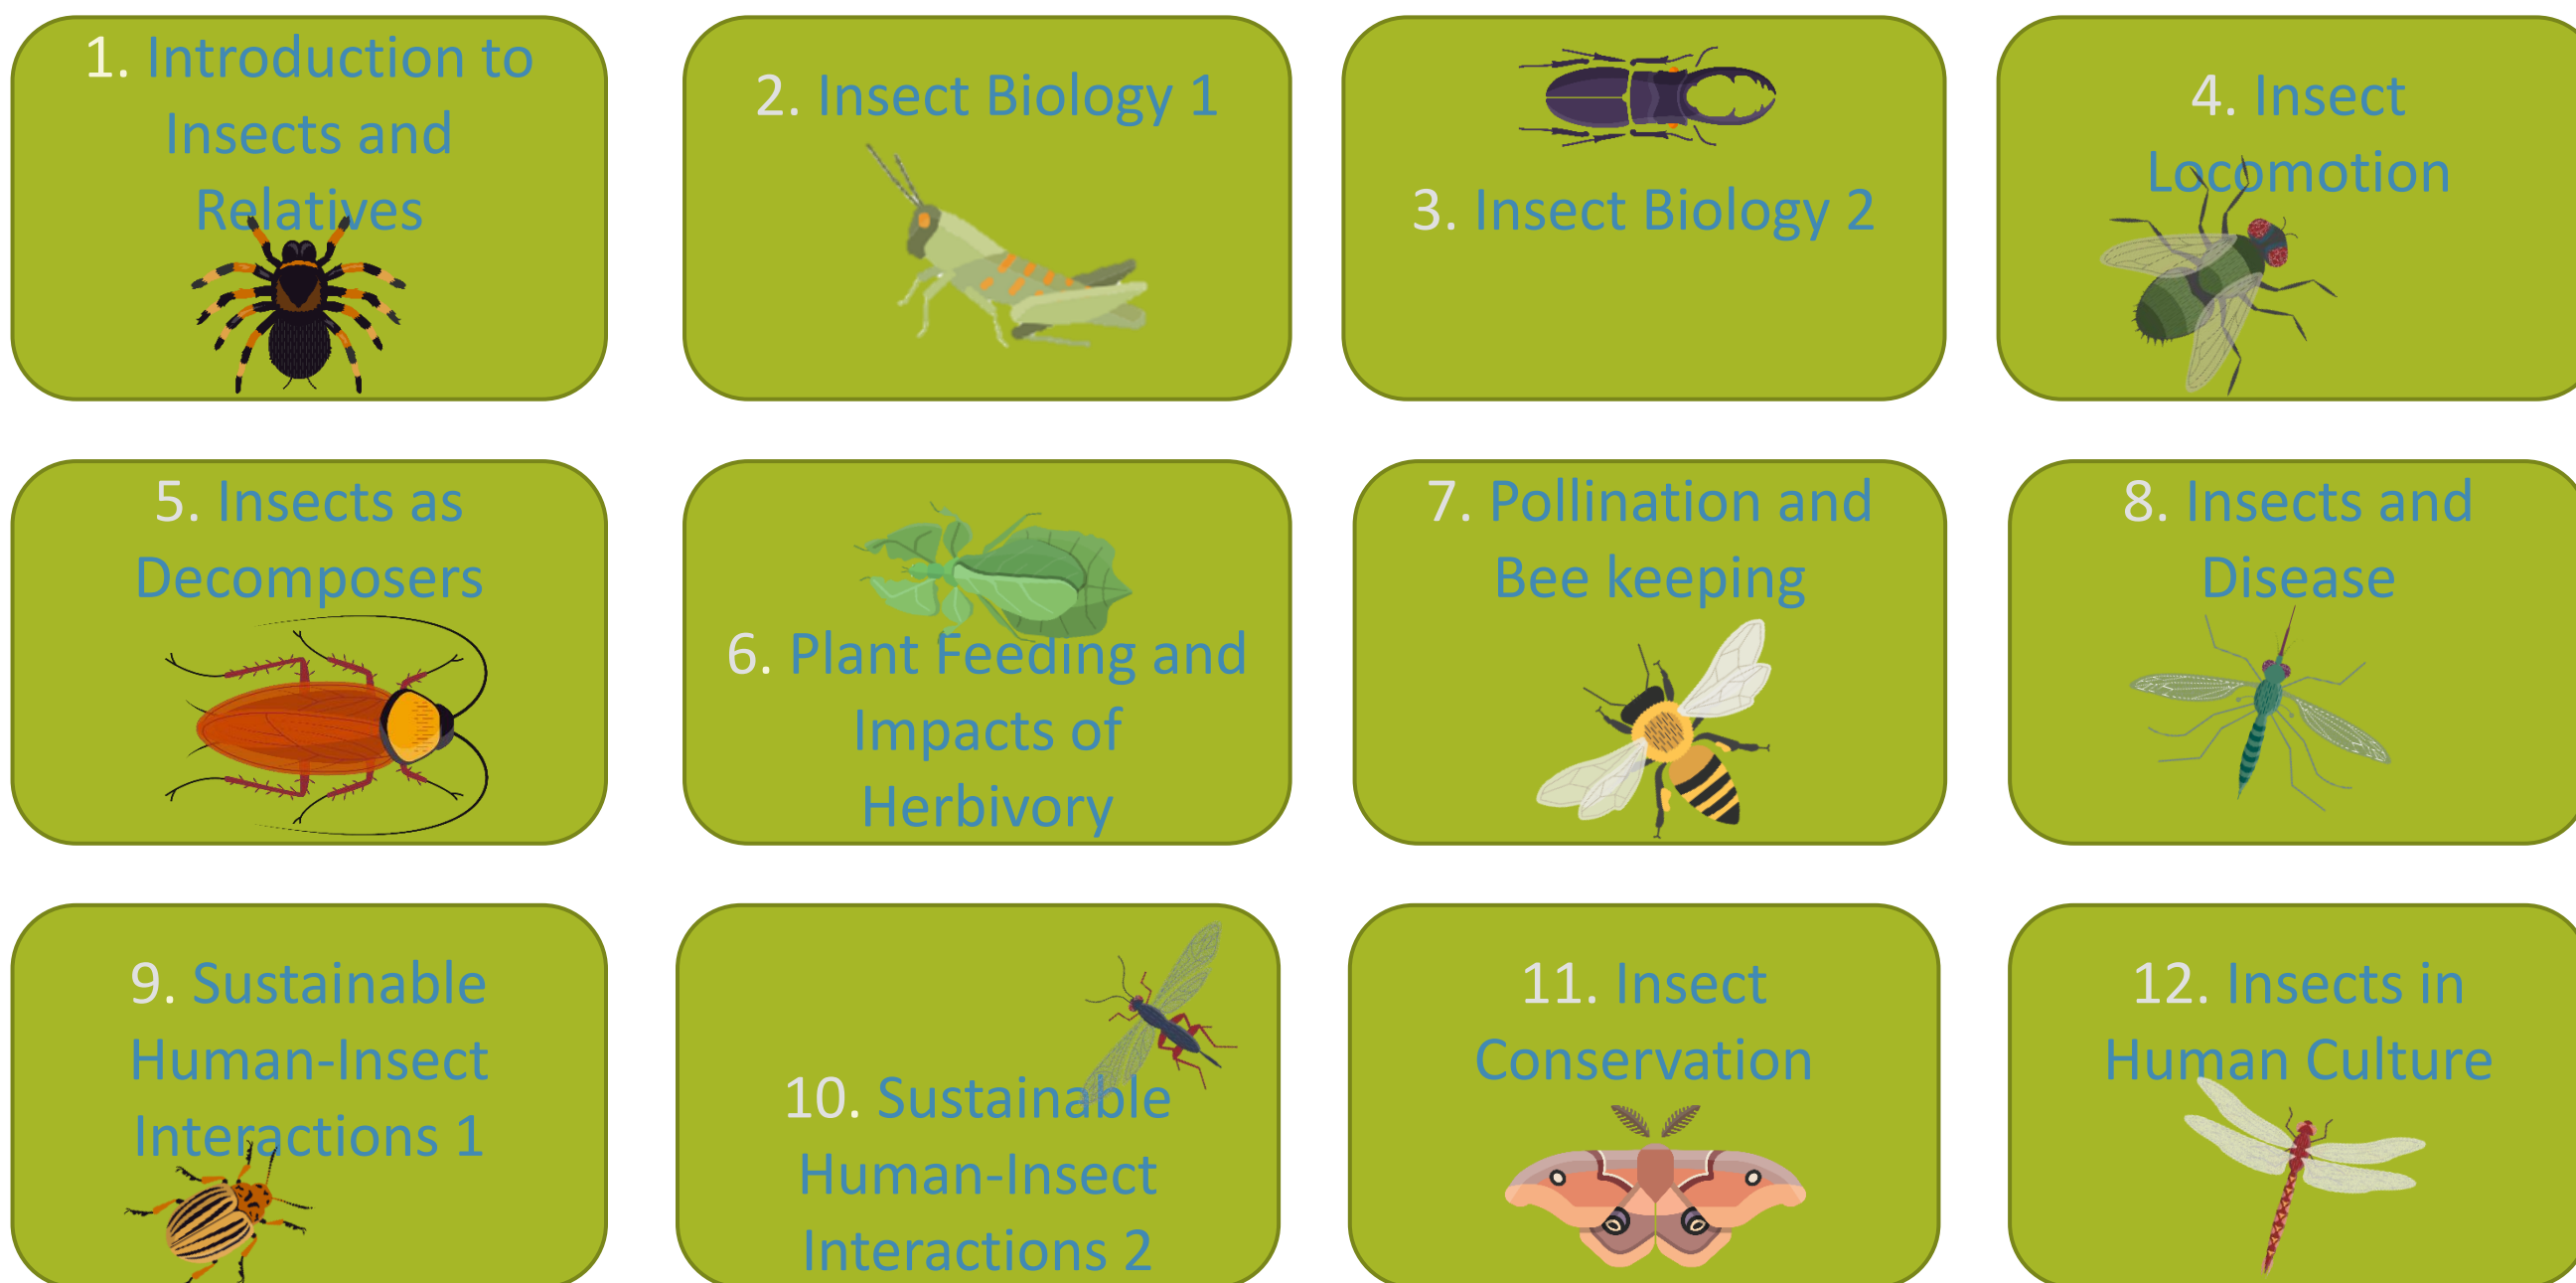 1. Introduction to
Insects and
Relatives
2. Insect Biology 1
3. Insect Biology 2
4. Insect
Locomotion
5. Insects as
Decomposers
6. Plant Feeding and
Impacts of
Herbivory
7. Pollination and
Bee keeping
8. Insects and
Disease
9. Sustainable
Human-Insect
Interactions 1
10. Sustainable
Human-Insect
Interactions 2
11. Insect
Conservation
12. Insects in
Human Culture